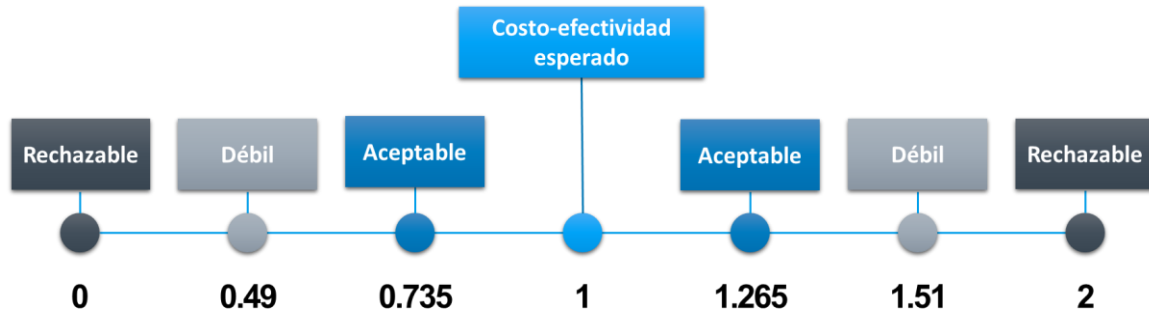 Costo-efectividad
esperado
Rechazable
Débil
Aceptable
Aceptable
Débil
Rechazable
0
0.49
0.735
1
1.265
1.51
2